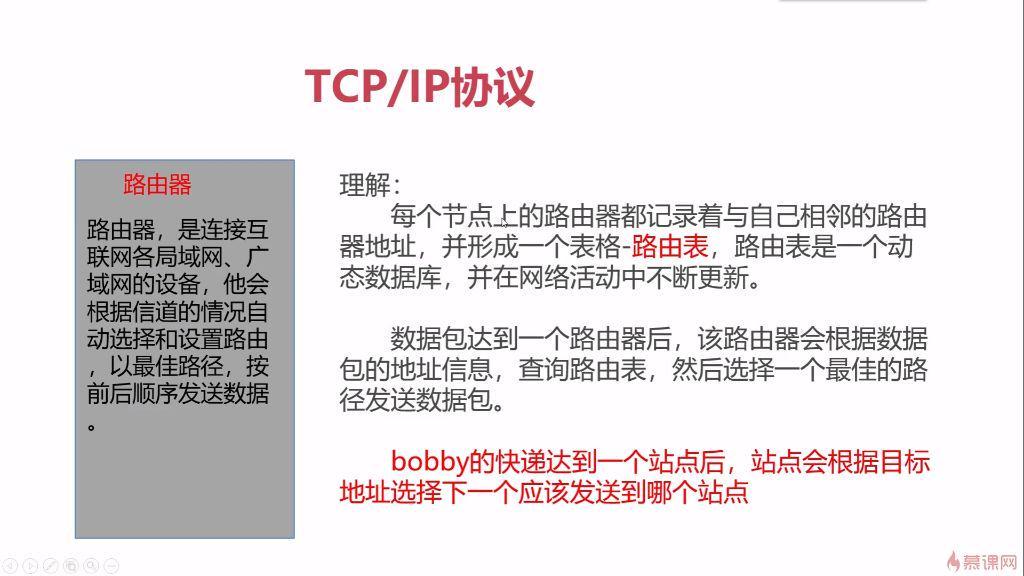 TCP/IP协议
路由器
路由器，是连接互
联网各局域网、广
域网的设备，他会
根据信道的情况自
动选择和设置路由
，以最佳路径，按
前后顺序发送数据
。
理解：
每个节点上的路由器都记录着与自己相邻的路由
器地址，并形成一个表格-路由表，路由表是一个动
态数据库，并在网络活动中不断更新。
数据包达到一个路由器后，该路由器会根据数据
包的地址信息，查询路由表，然后选择一个最佳的路
径发送数据包。
bobby的快递达到一个站点后，站点会根据目标
地址选择下一个应该发送到哪个站点
慕课网